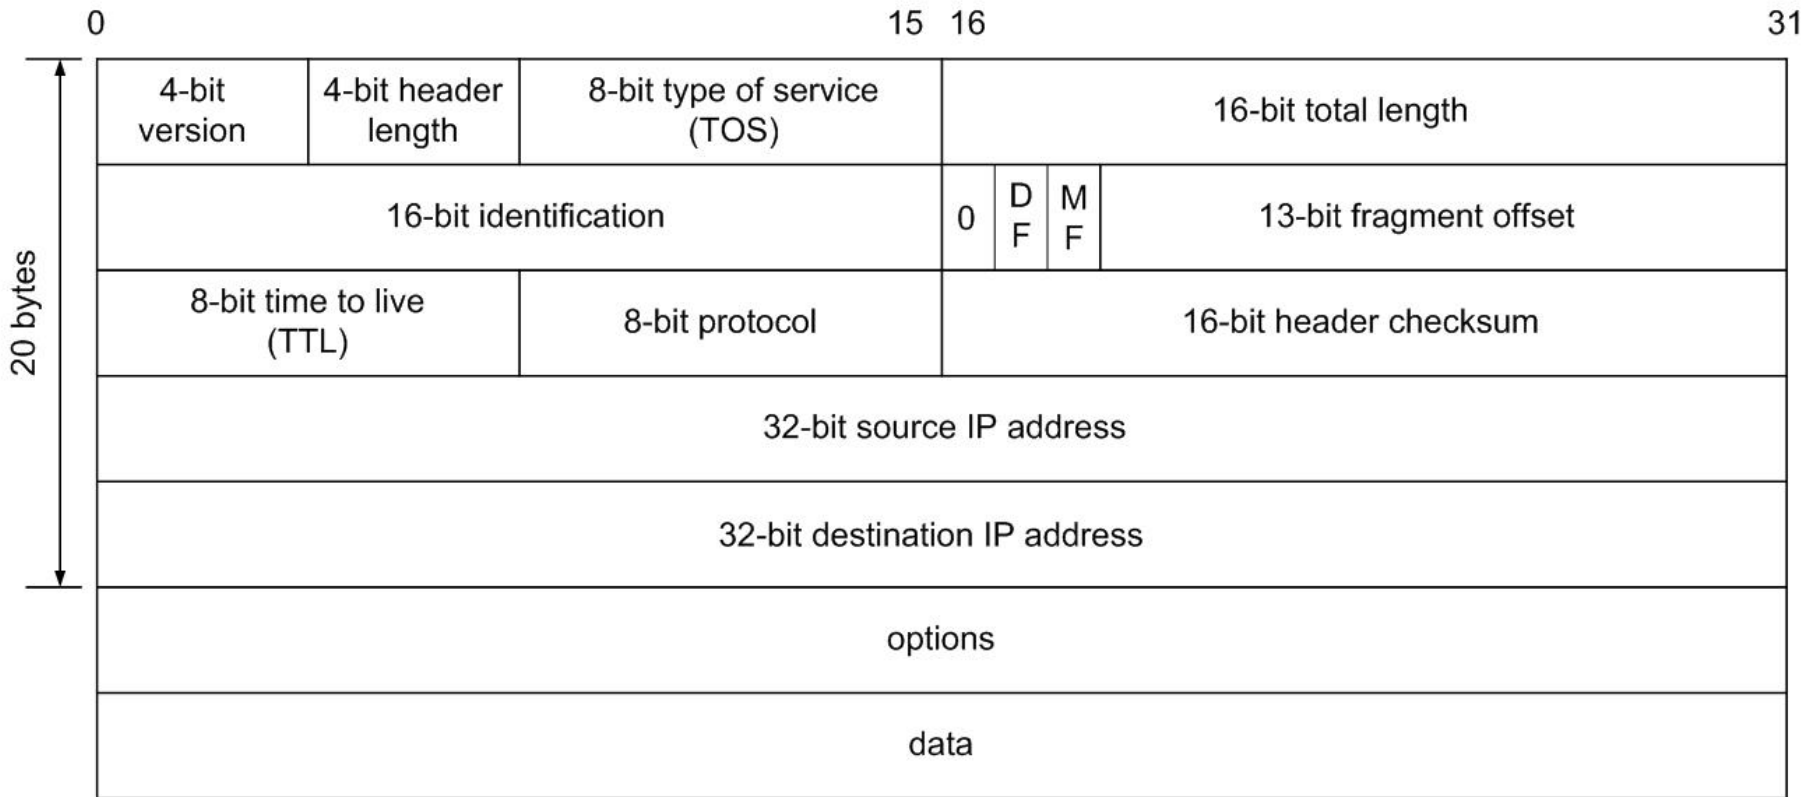 0 15 16 31
4-bit version
4-bit header length
8-bit type of service (TOS)
16-bit total length
16-bit identification
0
DF
MF
13-bit fragment offset
8-bit time to live (TTL)
8-bit protocol
16-bit header checksum
32-bit source IP address
32-bit destination IP address
20 bytes
options
data